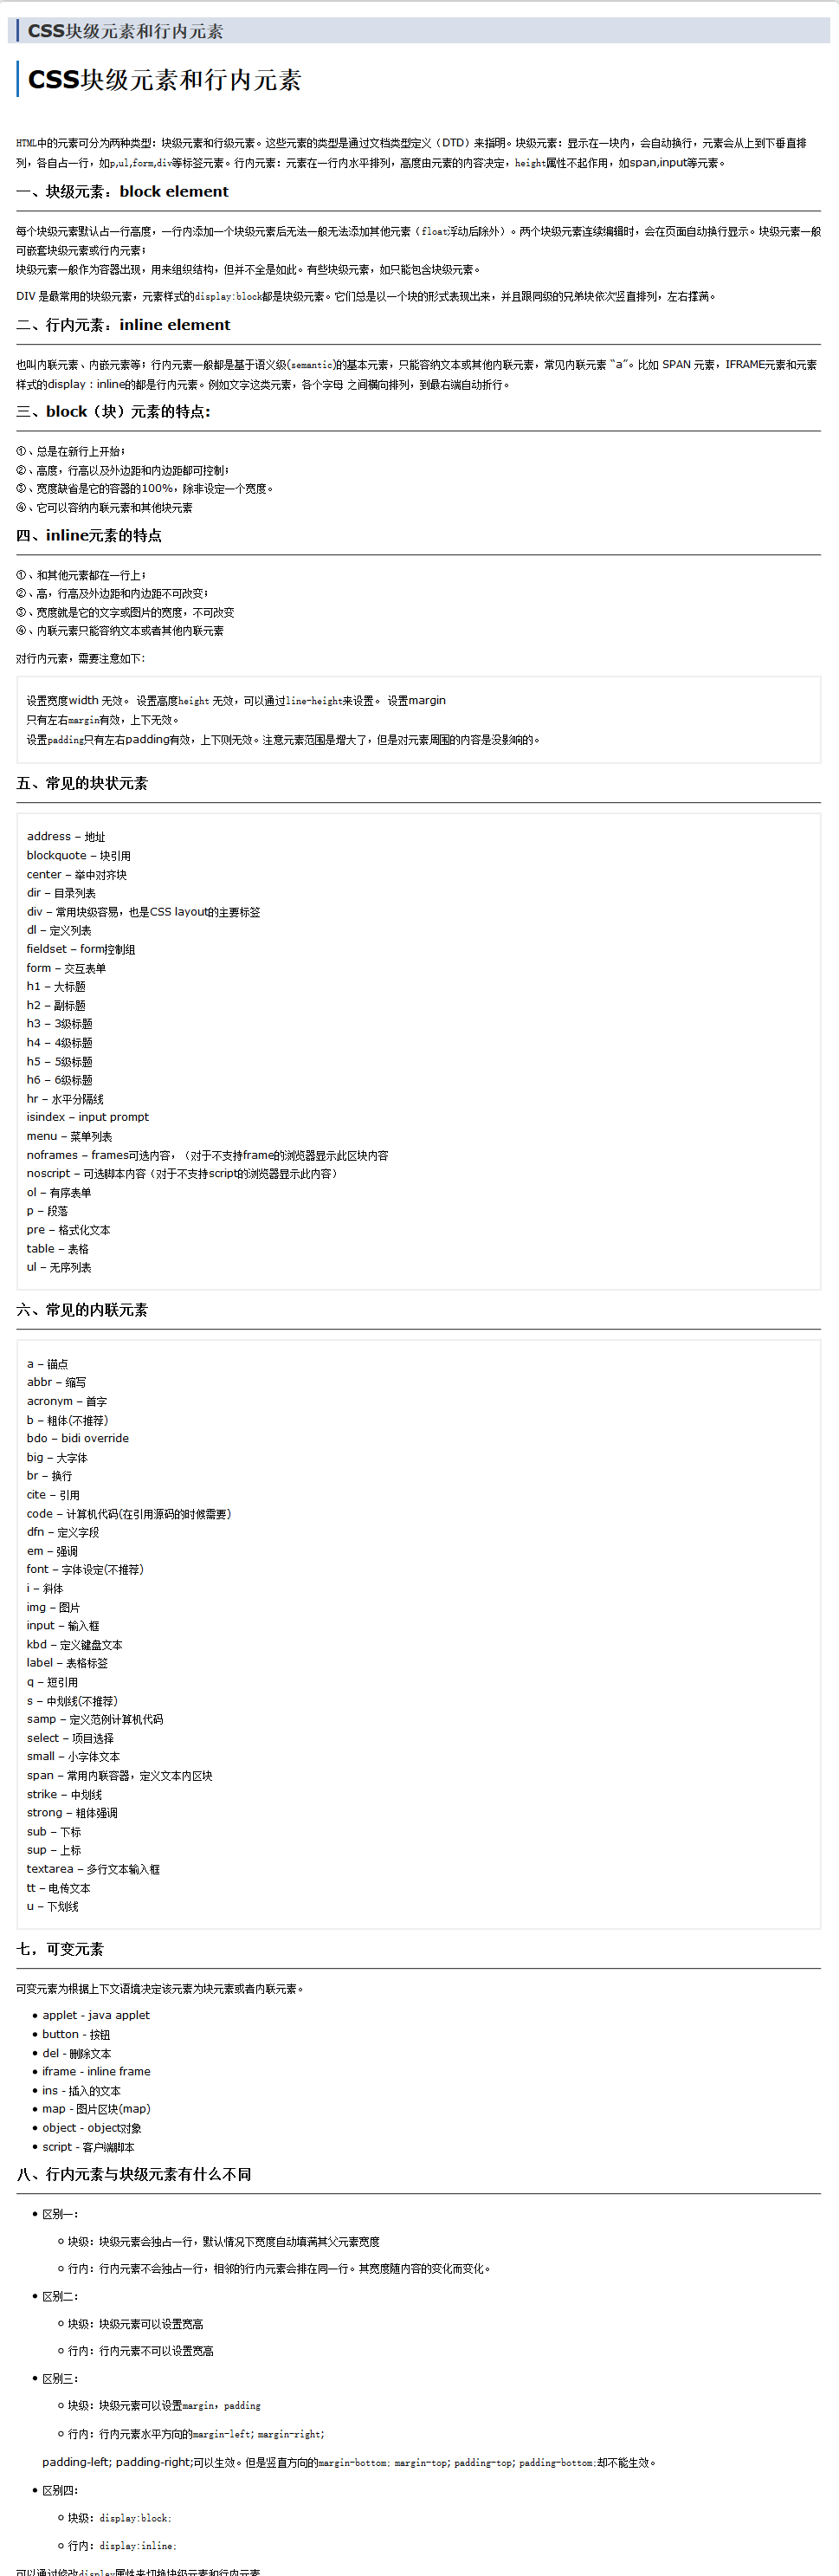 CSS块级元素和行内元素
CSS块级元素和行内元素
HTML中的元素可分为两种类型：块级元素和行级元素。这些元素的类型是通过文档类型定义（DTD）来指明。块级元素：显示在一块内，会自动换行，元素会从上到下垂直排
列，各自占一行，如p,ul,form,div等标签元素。行内元素：元素在一行内水平排列，高度由元素的内容决定，height属性不起作用，如span,input等元素。
一、块级元素：block element
每个块级元素默认占一行高度，一行内添加一个块级元素后无法一般无法添加其他元素（float浮动后除外）。两个块级元素连续编辑时，会在页面自动换行显示。块级元素一般
可嵌套块级元素或行内元素；
块级元素一般作为容器出现，用来组织结构，但并不全是如此。有些块级元素，如只能包含块级元素。
DIV 是最常用的块级元素，元素样式的display:block都是块级元素。它们总是以一个块的形式表现出来，并且跟同级的兄弟块依次竖直排列，左右撑满。
二、行内元素：inline element
也叫内联元素、内嵌元素等；行内元素一般都是基于语义级(semantic)的基本元素，只能容纳文本或其他内联元素，常见内联元素 “a”。比如 SPAN 元素，IFRAME元素和元素
样式的display : inline的都是行内元素。例如文字这类元素，各个字母 之间横向排列，到最右端自动折行。
三、block（块）元素的特点:
①、总是在新行上开始；
②、高度，行高以及外边距和内边距都可控制；
③、宽度缺省是它的容器的100%，除非设定一个宽度。
④、它可以容纳内联元素和其他块元素
四、inline元素的特点
①、和其他元素都在一行上；
②、高，行高及外边距和内边距不可改变；
③、宽度就是它的文字或图片的宽度，不可改变
④、内联元素只能容纳文本或者其他内联元素
对行内元素，需要注意如下:
设置宽度width 无效。 设置高度height 无效，可以通过line-height来设置。 设置margin
只有左右margin有效，上下无效。
设置padding只有左右padding有效，上下则无效。注意元素范围是增大了，但是对元素周围的内容是没影响的。
五、常见的块状元素
address – 地址
blockquote – 块引用
center – 举中对齐块
dir – 目录列表
div – 常用块级容易，也是CSS layout的主要标签
dl – 定义列表
fieldset – form控制组
form – 交互表单
h1 – 大标题
h2 – 副标题
h3 – 3级标题
h4 – 4级标题
h5 – 5级标题
h6 – 6级标题
hr – 水平分隔线
isindex – input prompt
menu – 菜单列表
noframes – frames可选内容，（对于不支持frame的浏览器显示此区块内容
noscript – 可选脚本内容（对于不支持script的浏览器显示此内容）
ol – 有序表单
p – 段落
pre – 格式化文本
table – 表格
ul – 无序列表
六、常见的内联元素
a – 锚点
abbr – 缩写
acronym – 首字
b – 粗体(不推荐)
bdo – bidi override
big – 大字体
br – 换行
cite – 引用
code – 计算机代码(在引用源码的时候需要)
dfn – 定义字段
em – 强调
font – 字体设定(不推荐)
i – 斜体
img – 图片
input – 输入框
kbd – 定义键盘文本
label – 表格标签
q – 短引用
s – 中划线(不推荐)
samp – 定义范例计算机代码
select – 项目选择
small – 小字体文本
span – 常用内联容器，定义文本内区块
strike – 中划线
strong – 粗体强调
sub – 下标
sup – 上标
textarea – 多行文本输入框
tt – 电传文本
u – 下划线
七，可变元素
可变元素为根据上下文语境决定该元素为块元素或者内联元素。
• applet - java applet
• button - 按钮
• del - 删除文本
• iframe - inline frame
• ins - 插入的文本
• map - 图片区块(map)
• object - object对象
• script - 客户端脚本
八、行内元素与块级元素有什么不同
• 区别一：
○ 块级：块级元素会独占一行，默认情况下宽度自动填满其父元素宽度
○ 行内：行内元素不会独占一行，相邻的行内元素会排在同一行。其宽度随内容的变化而变化。
• 区别二：
○ 块级：块级元素可以设置宽高
○ 行内：行内元素不可以设置宽高
• 区别三：
○ 块级：块级元素可以设置margin，padding
○ 行内：行内元素水平方向的margin-left; margin-right;
padding-left; padding-right;可以生效。但是竖直方向的margin-bottom; margin-top; padding-top; padding-bottom;却不能生效。
• 区别四：
○ 块级：display:block;
○ 行内：display:inline;
可以通过修改display属性来切换块级元素和行内元素